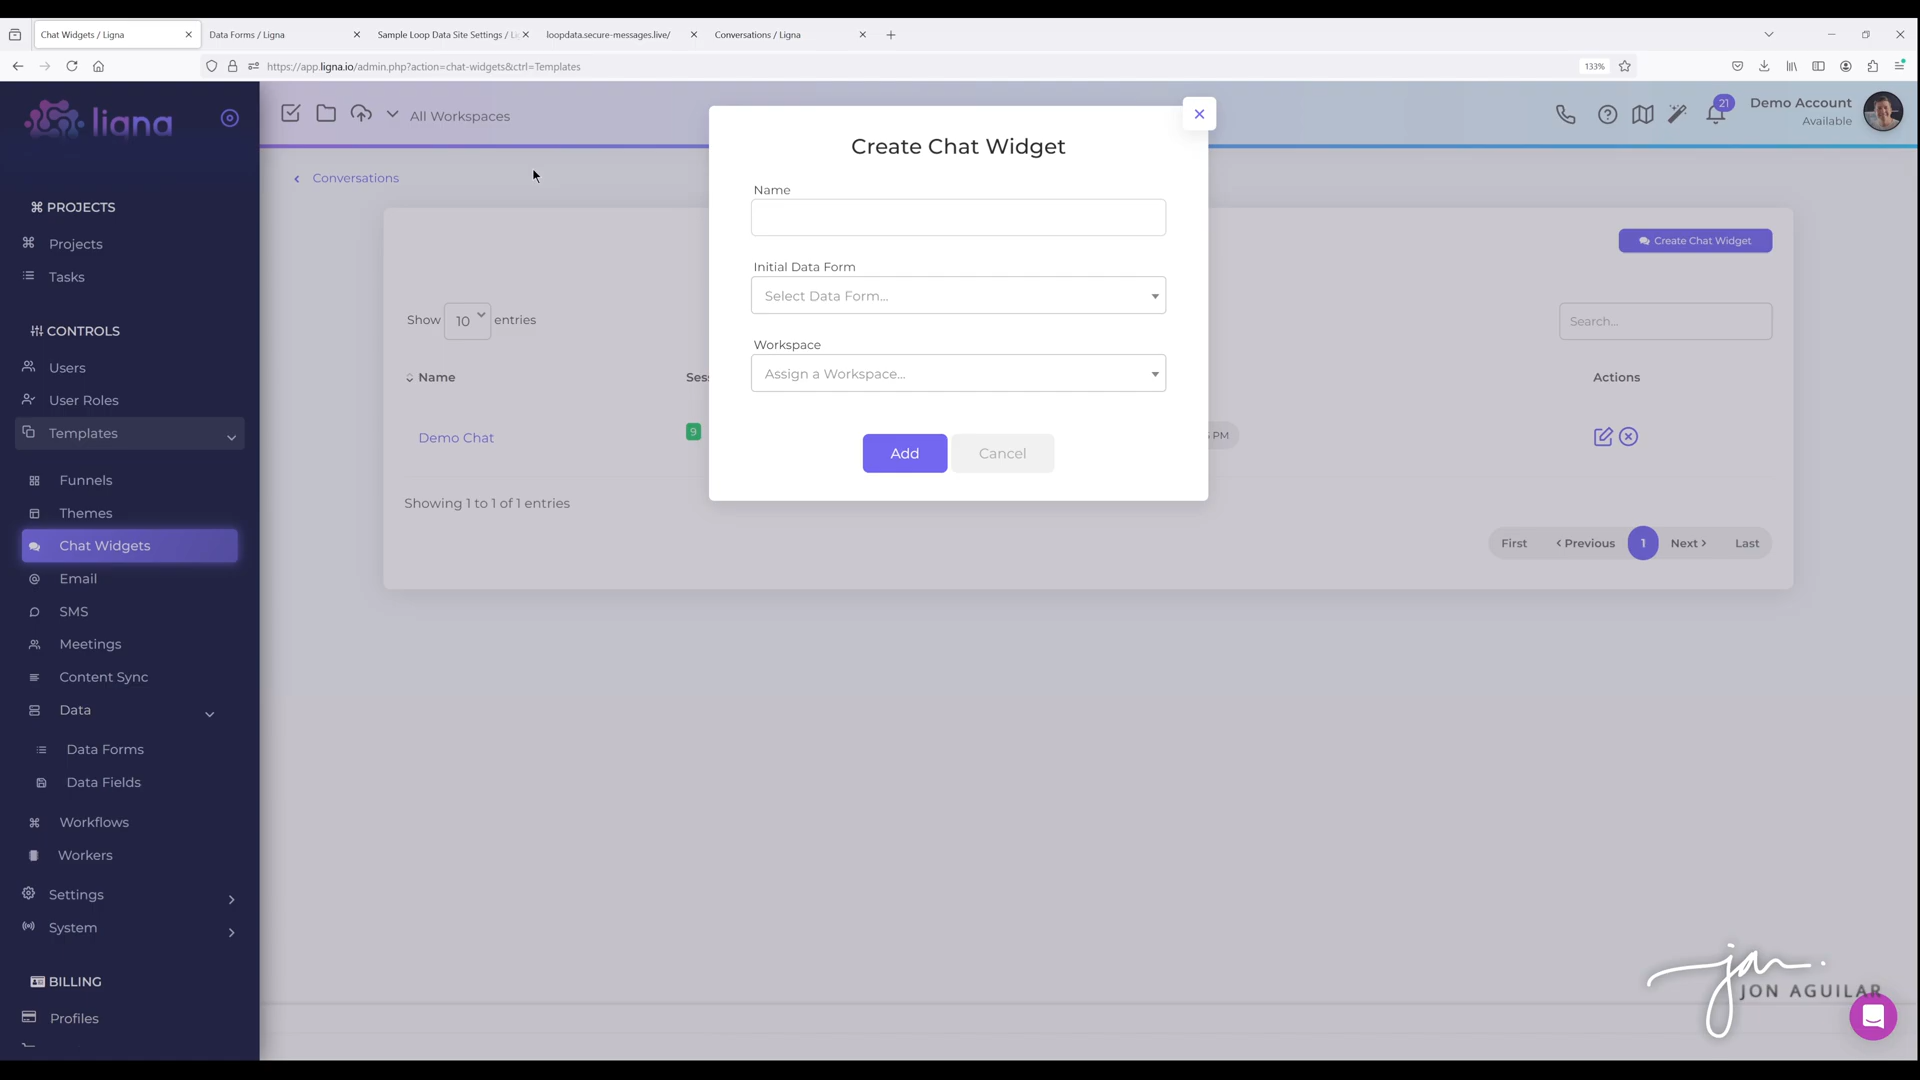 Chat Widgets / Ligna
Data Forms / Ligna
Sample Loop Data Site Settings / Li
loopdata.secure-messages.live/
Conversations / Ligna
https://app.ligna.io/admin.php?action=chat-widgets&ctrl=Templates
133%
ligna
All Workspaces
21
Demo Account
Available
Conversations
PROJECTS
Projects
Tasks
CONTROLS
Users
User Roles
Templates
Funnels
Themes
Chat Widgets
Email
SMS
Meetings
Content Sync
Data
Data Forms
Data Fields
Workflows
Workers
Settings
System
BILLING
Profiles
Create Chat Widget
Name
Initial Data Form
Select Data Form...
Workspace
Assign a Workspace...
Add
Cancel
Create Chat Widget
Show 10 entries
Search...
Name
Sess
Actions
Demo Chat
9
PM
Showing 1 to 1 of 1 entries
First
Previous
1
Next
Last
jon.
JON AGUILAR